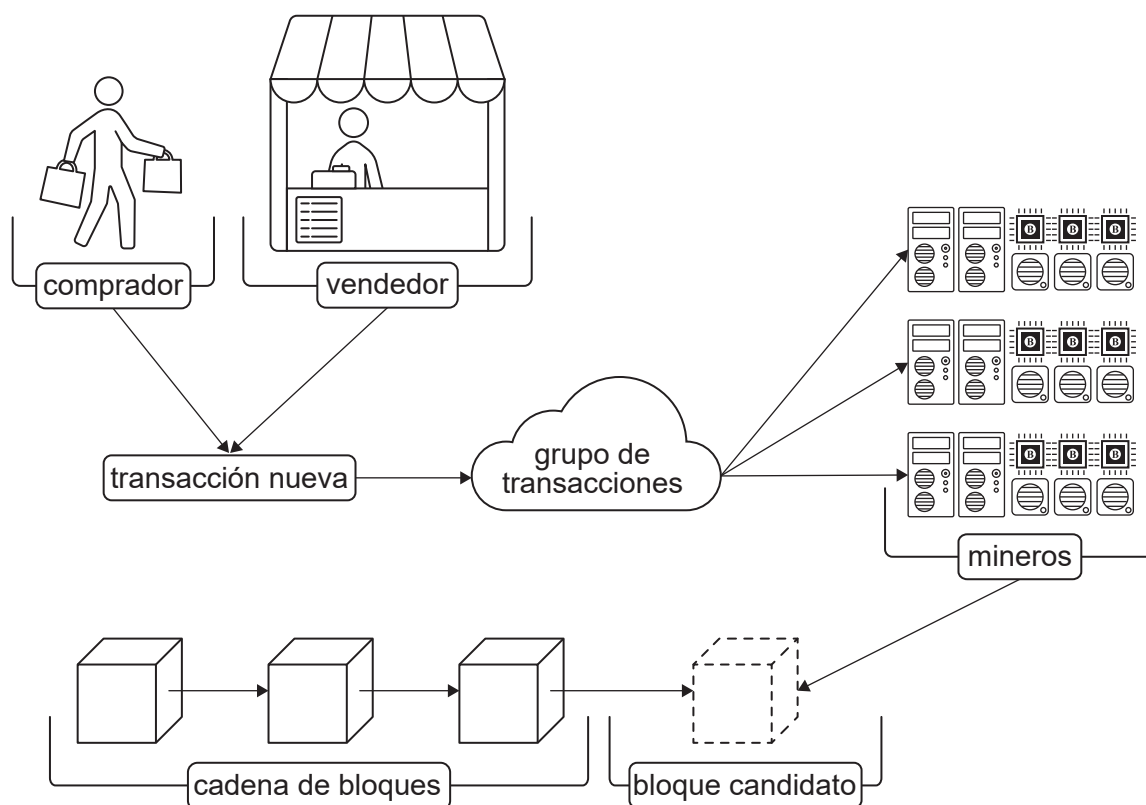 comprador
vendedor
B B B
B B B
transacción nueva
grupo de
transacciones
B B B
mineros
cadena de bloques
bloque candidato